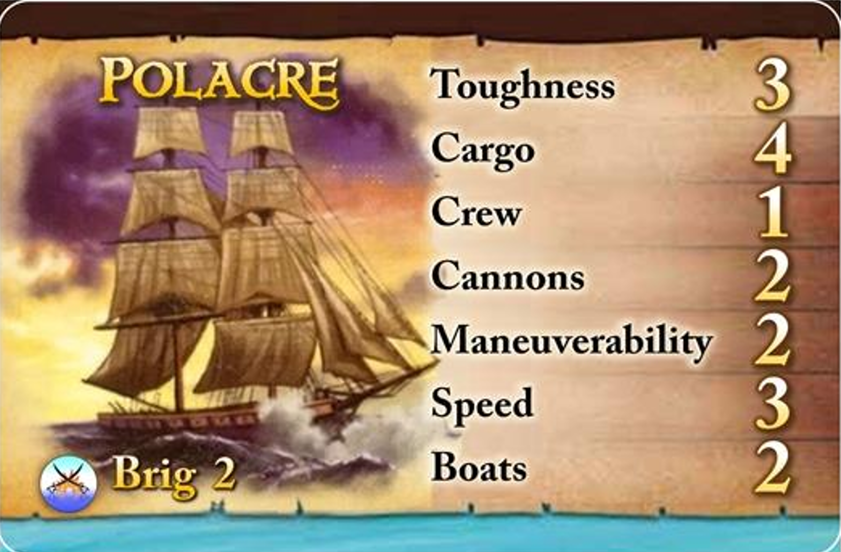 POLACRE
Toughness 3
Cargo 4
Crew 1
Cannons 2
Maneuverability 2
Speed 3
Boats 2
Brig 2